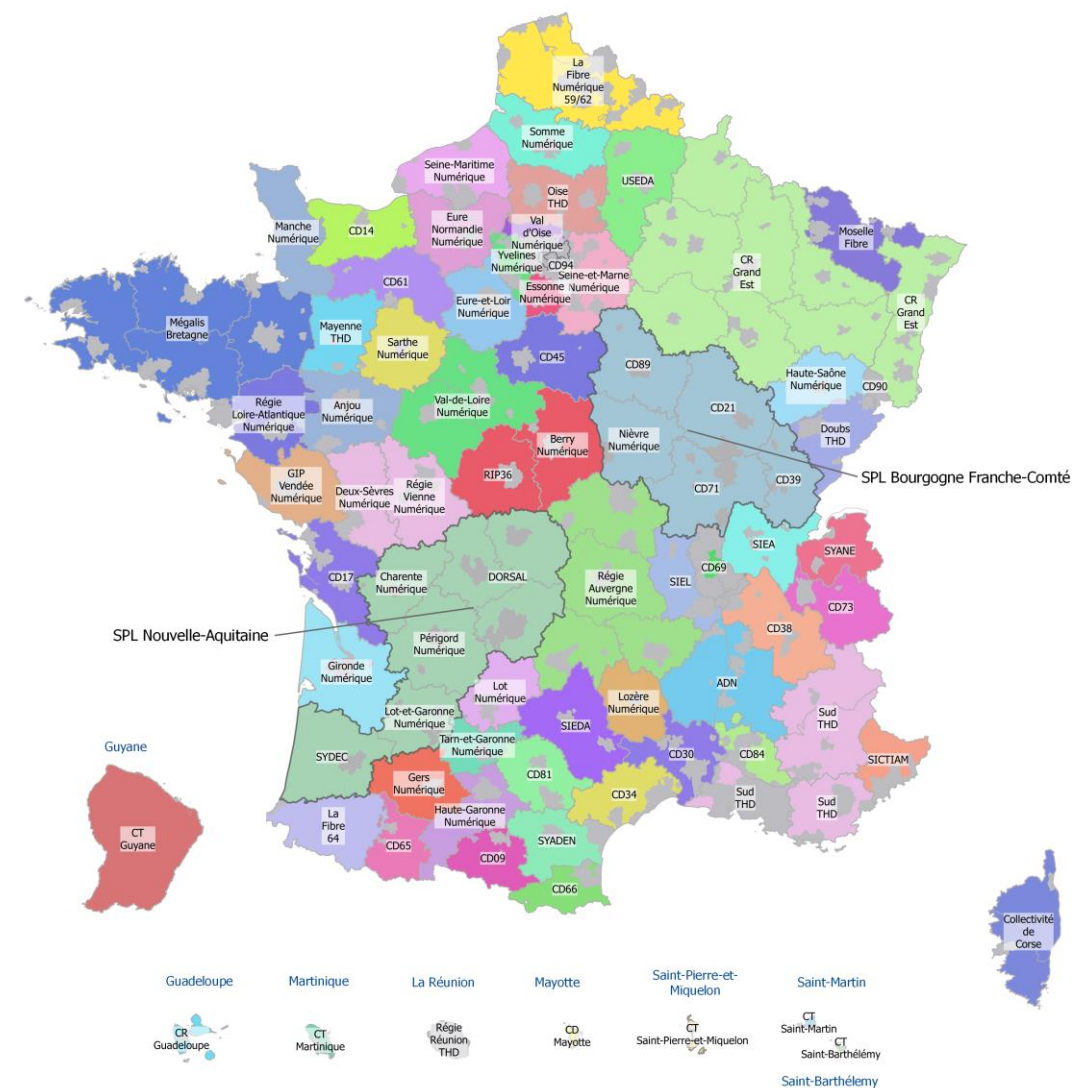 La
Fibre
Numérique
59/62
Somme
Numérique
Seine-Maritime
Numérique
Oise
THD
USEDA
Eure
Normandie
Numérique
Val
d'Oise
Numérique
Yvelines
Numérique
CD94
Essonne
Numérique
Seine-et-Marne
Numérique
Manche
Numérique
CD14
CD61
Eure-et-Loir
Numérique
CR
Grand
Est
Moselle
Fibre
CR
Grand
Est
Mégalis
Bretagne
Mayenne
THD
Sarthe
Numérique
CD45
CD89
Haute-Saône
Numérique
CD90
Régie
Loire-Atlantique
Numérique
Anjou
Numérique
Val-de-Loire
Numérique
Berry
Numérique
Nièvre
Numérique
CD21
Doubs
THD
SPL Bourgogne Franche-Comté
GIP
Vendée
Numérique
Deux-Sèvres
Numérique
Régie
Vienne
Numérique
RIP36
CD71
CD39
CD17
Charente
Numérique
DORSAL
Régie
Auvergne
Numérique
SIEL
CD69
SIEA
SYANE
CD73
CD38
SPL Nouvelle-Aquitaine
Périgord
Numérique
Gironde
Numérique
Lot
Numérique
Lot-et-Garonne
Numérique
Lozère
Numérique
ADN
Sud
THD
SYDEC
Tarn-et-Garonne
Numérique
SIEDA
CD30
CD84
SICTIAM
Gers
Numérique
CD81
CD34
Sud
THD
Sud
THD
Haute-Garonne
Numérique
La
Fibre
64
CD65
CD09
SYADEN
CD66
Guyane
CT
Guyane
Collectivité
de
Corse
Guadeloupe
CR
Guadeloupe
Martinique
CT
Martinique
La Réunion
Régie
Réunion
THD
Mayotte
CD
Mayotte
Saint-Pierre-et-
Miquelon
CT
Saint-Pierre-et-Miquelon
Saint-Martin
CT
Saint-Martin
CT
Saint-Barthélémy
Saint-Barthélemy